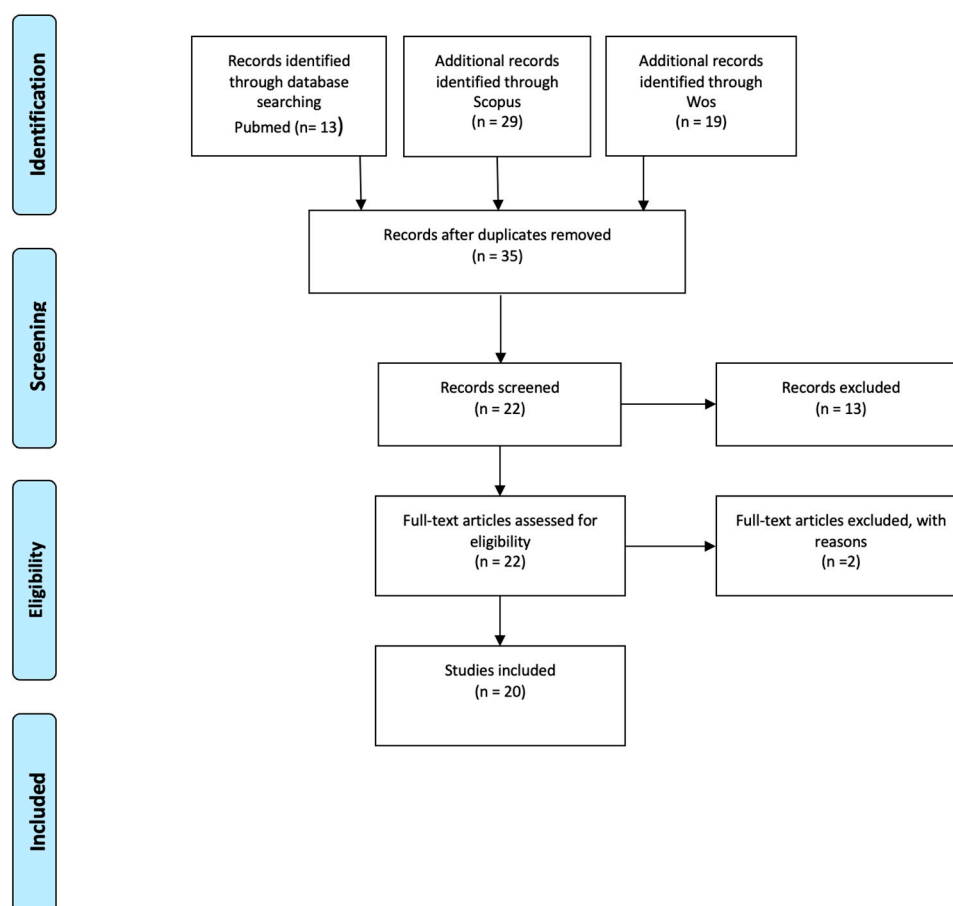 Identification
Records identified
through database
searching
Pubmed (n= 13)
Additional records
identified through
Scopus
(n = 29)
Additional records
identified through
Wos
(n = 19)
Records after duplicates removed
(n = 35)
Screening
Records screened
(n = 22)
Records excluded
(n = 13)
Eligibility
Full-text articles assessed for
eligibility
(n = 22)
Full-text articles excluded, with
reasons
(n =2)
Studies included
(n = 20)
Included